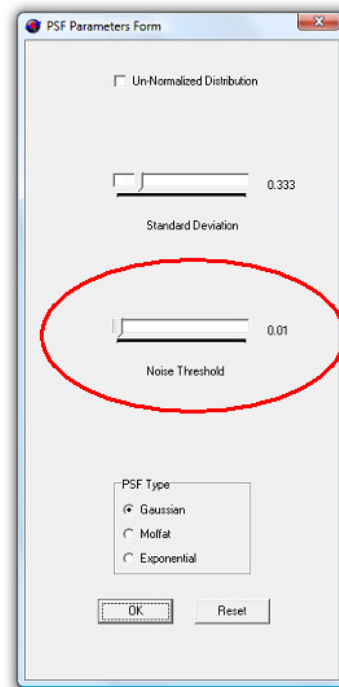 PSF Parameters Form
Un-Normalized Distribution
0.333
Standard Deviation
0.01
Noise Threshold
PSF Type
Gaussian
Moffat
Exponential
OK Reset